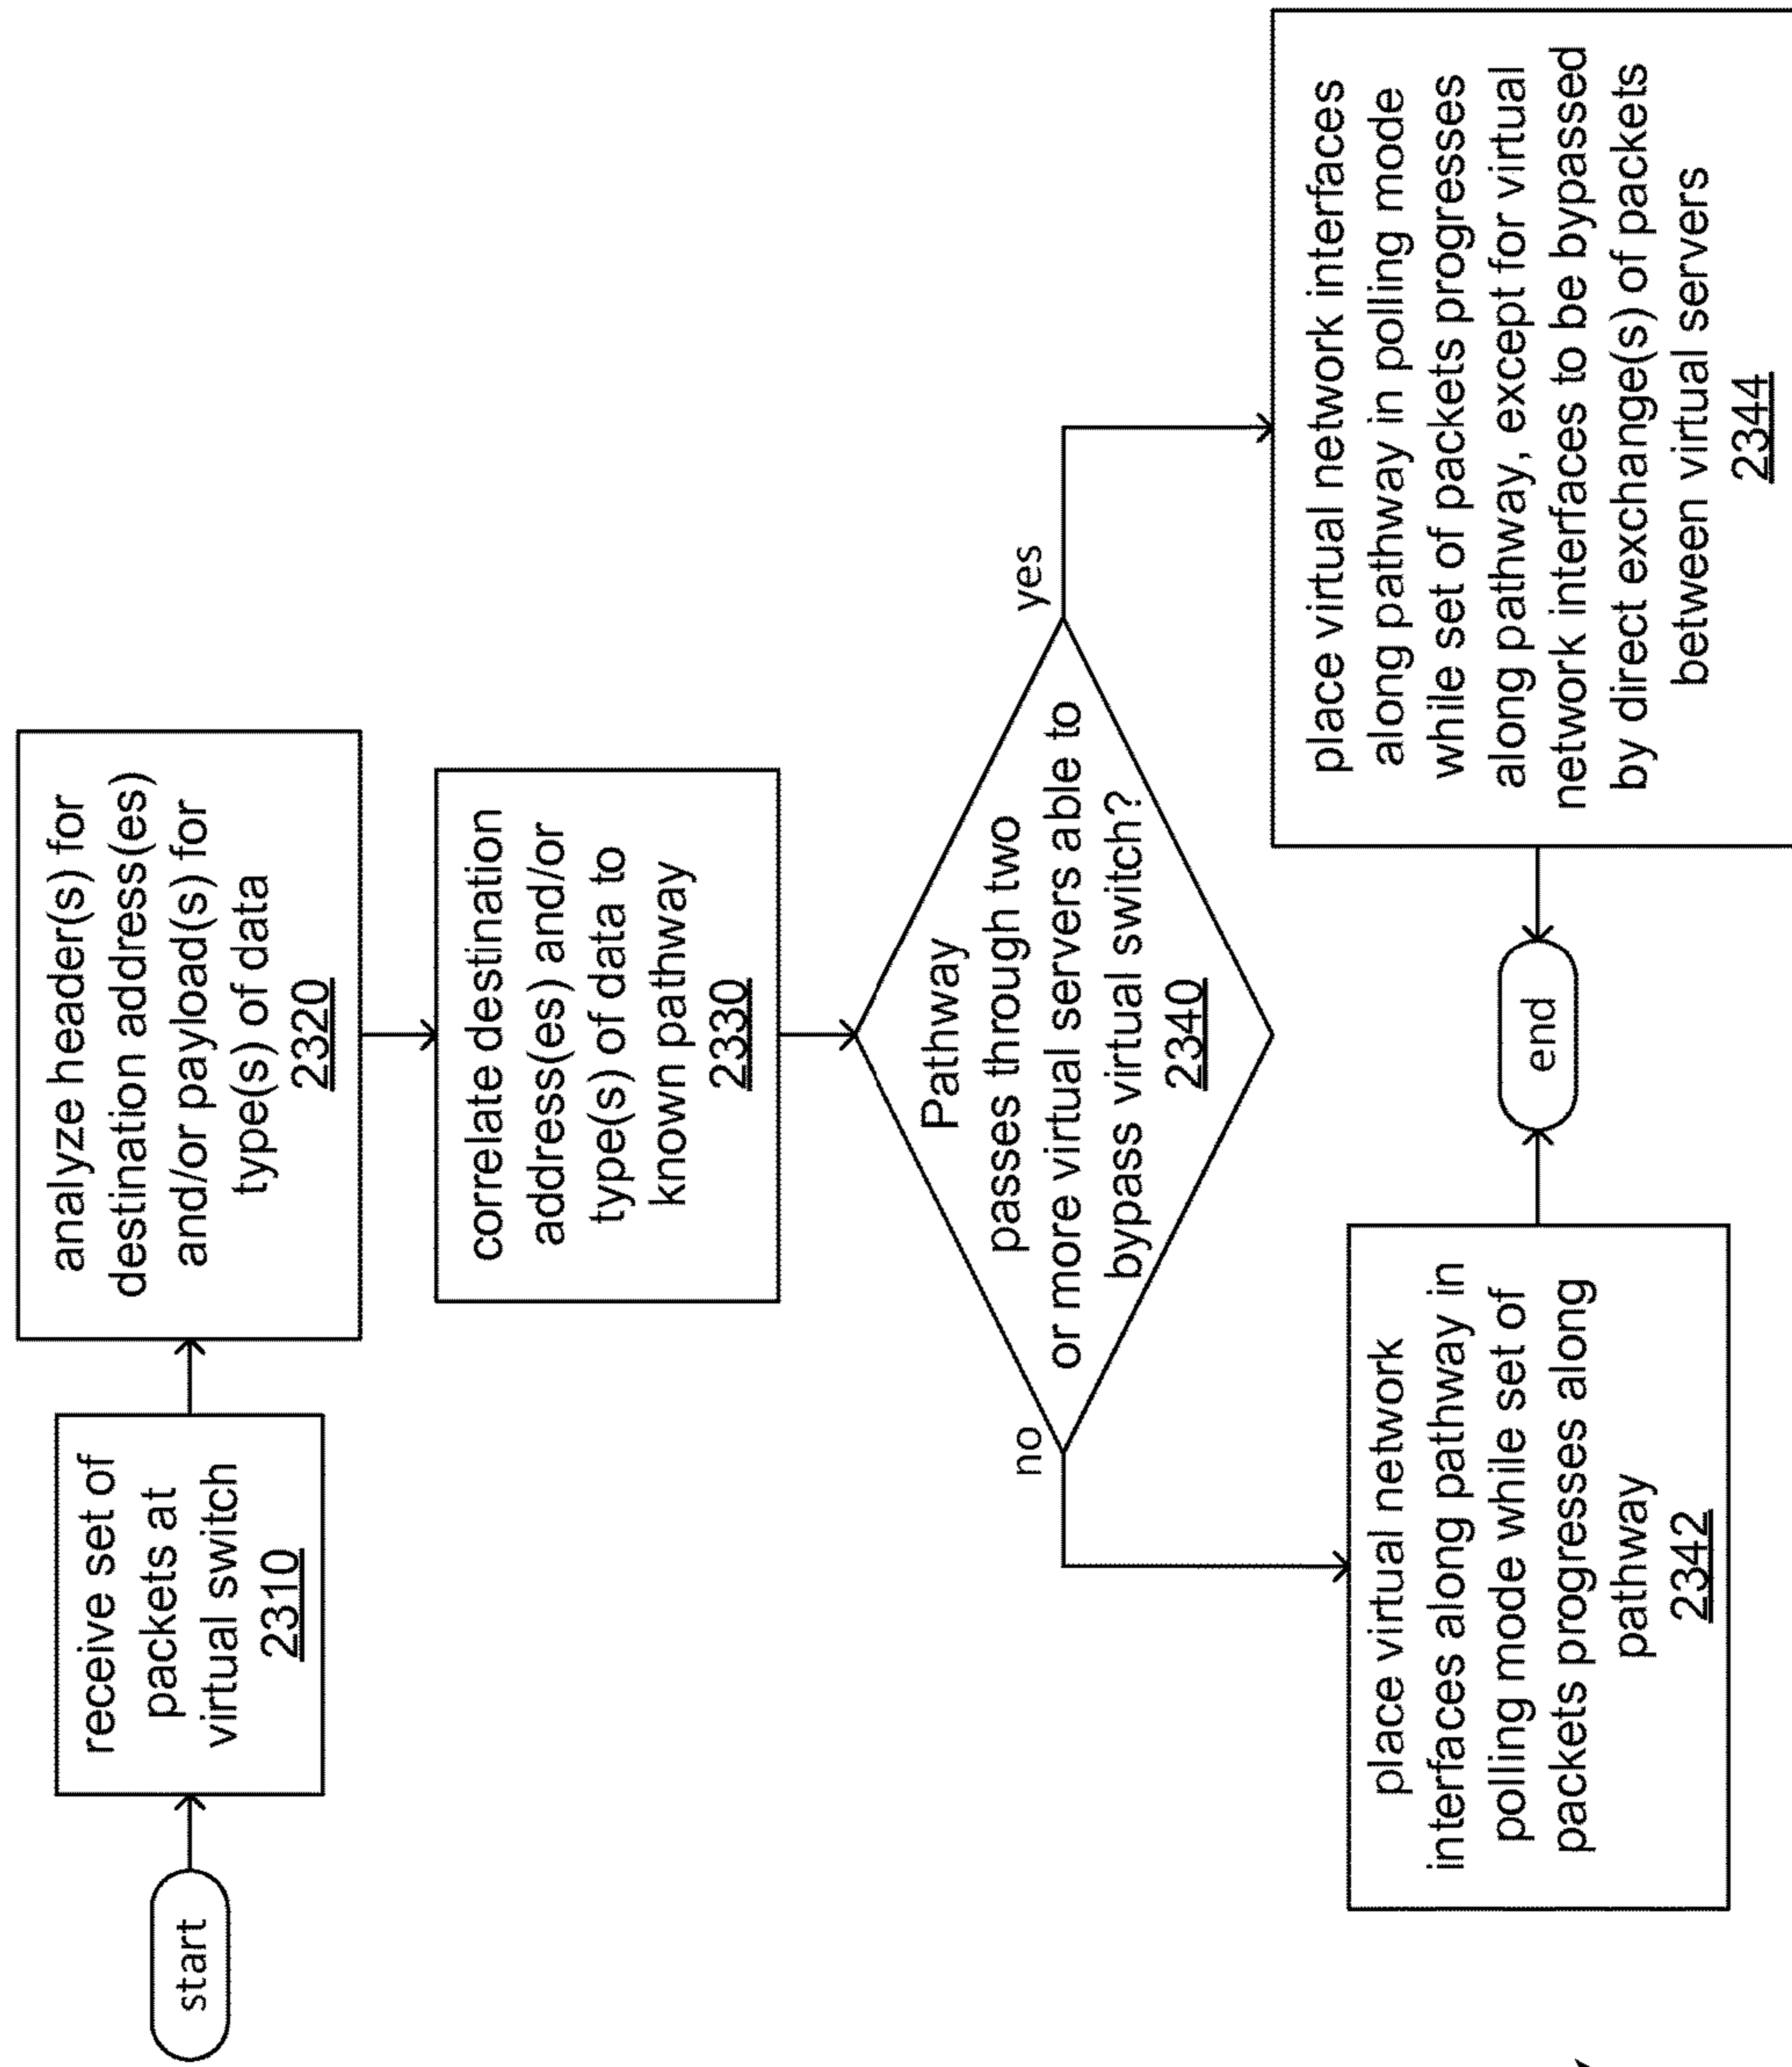 start
receive set of
packets at
virtual switch
2310
analyze header(s) for
destination address(es)
and/or payload(s) for
type(s) of data
2320
correlate destination
address(es) and/or
type(s) of data to
known pathway
2330
Pathway
passes through two
or more virtual servers able to
bypass virtual switch?
2340
no
yes
place virtual network
interfaces along pathway in
polling mode while set of
packets progresses along
pathway
2342
place virtual network interfaces
along pathway in polling mode
while set of packets progresses
along pathway, except for virtual
network interfaces to be bypassed
by direct exchange(s) of packets
between virtual servers
2344
end